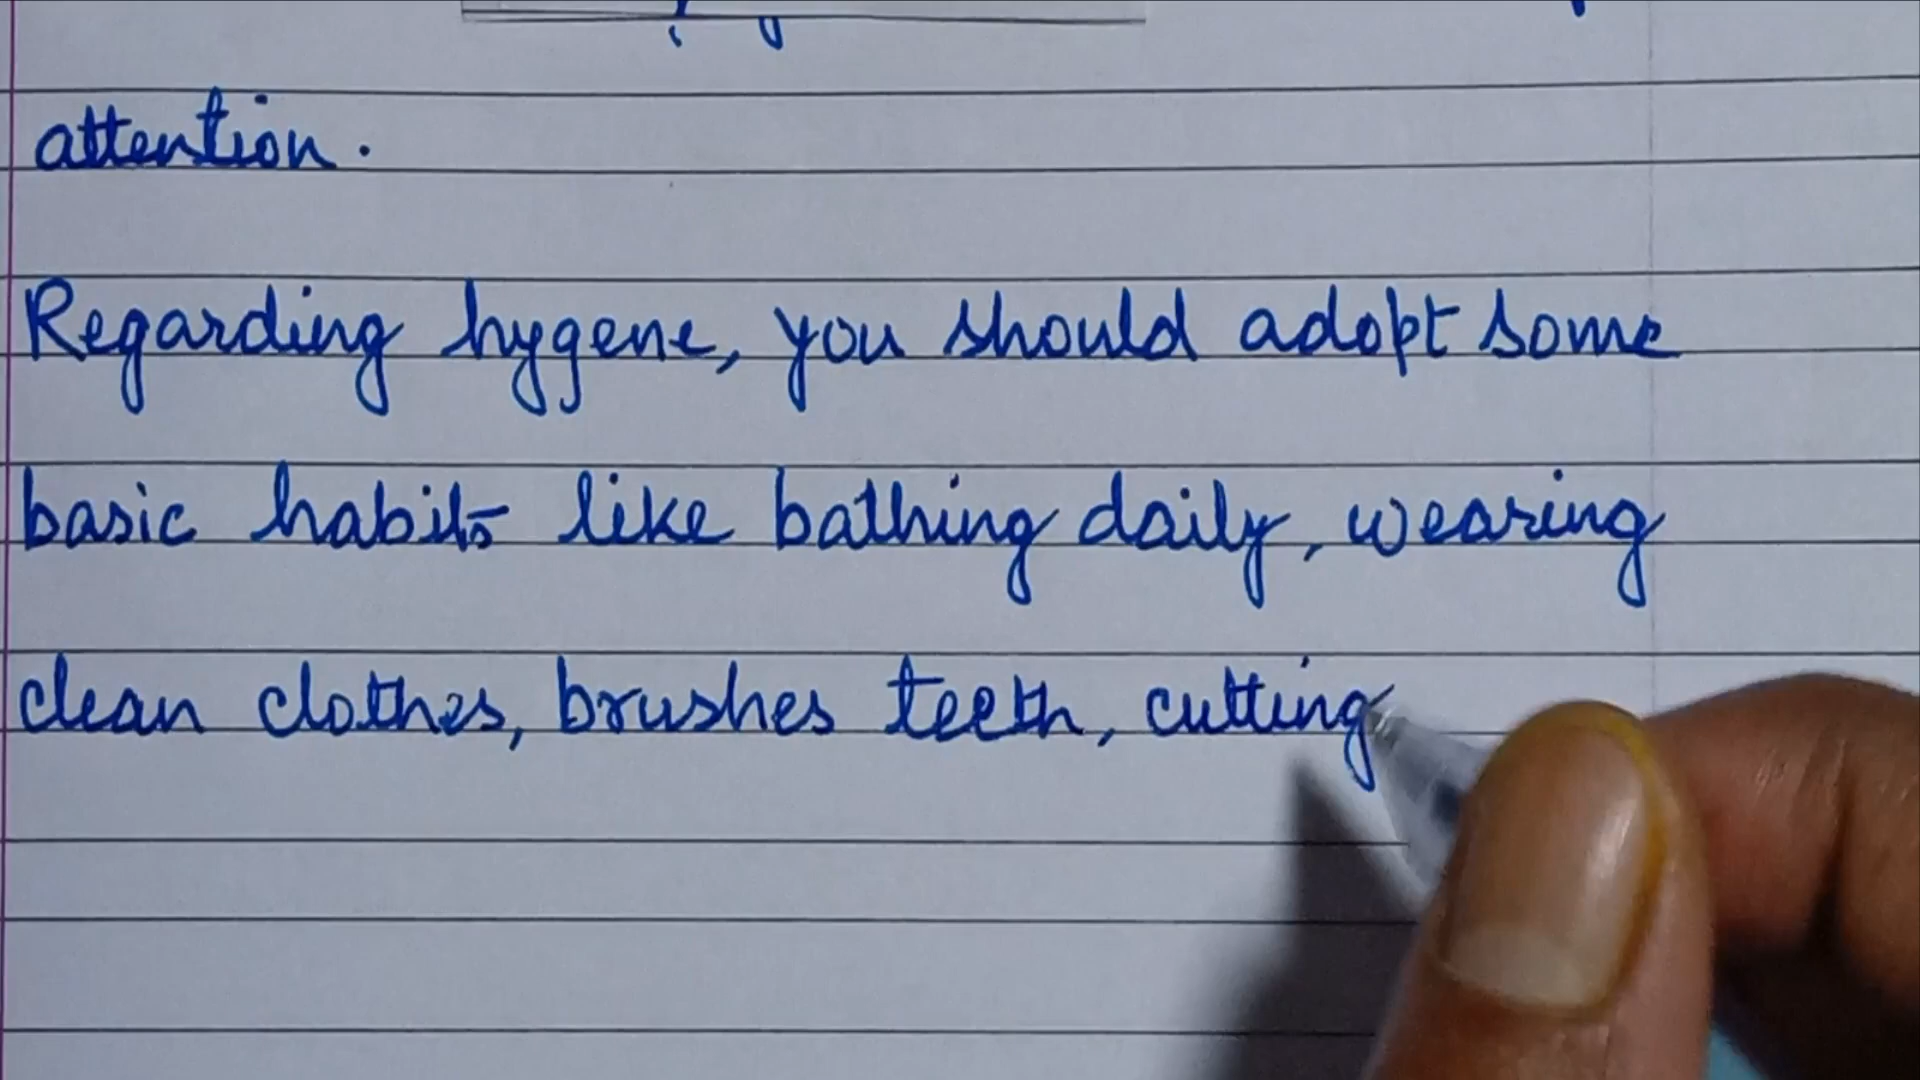 attention.
Regarding hygene, you should adopt some
basic habits like bathing daily, wearing
clean clothes, brushes teeth, cutting